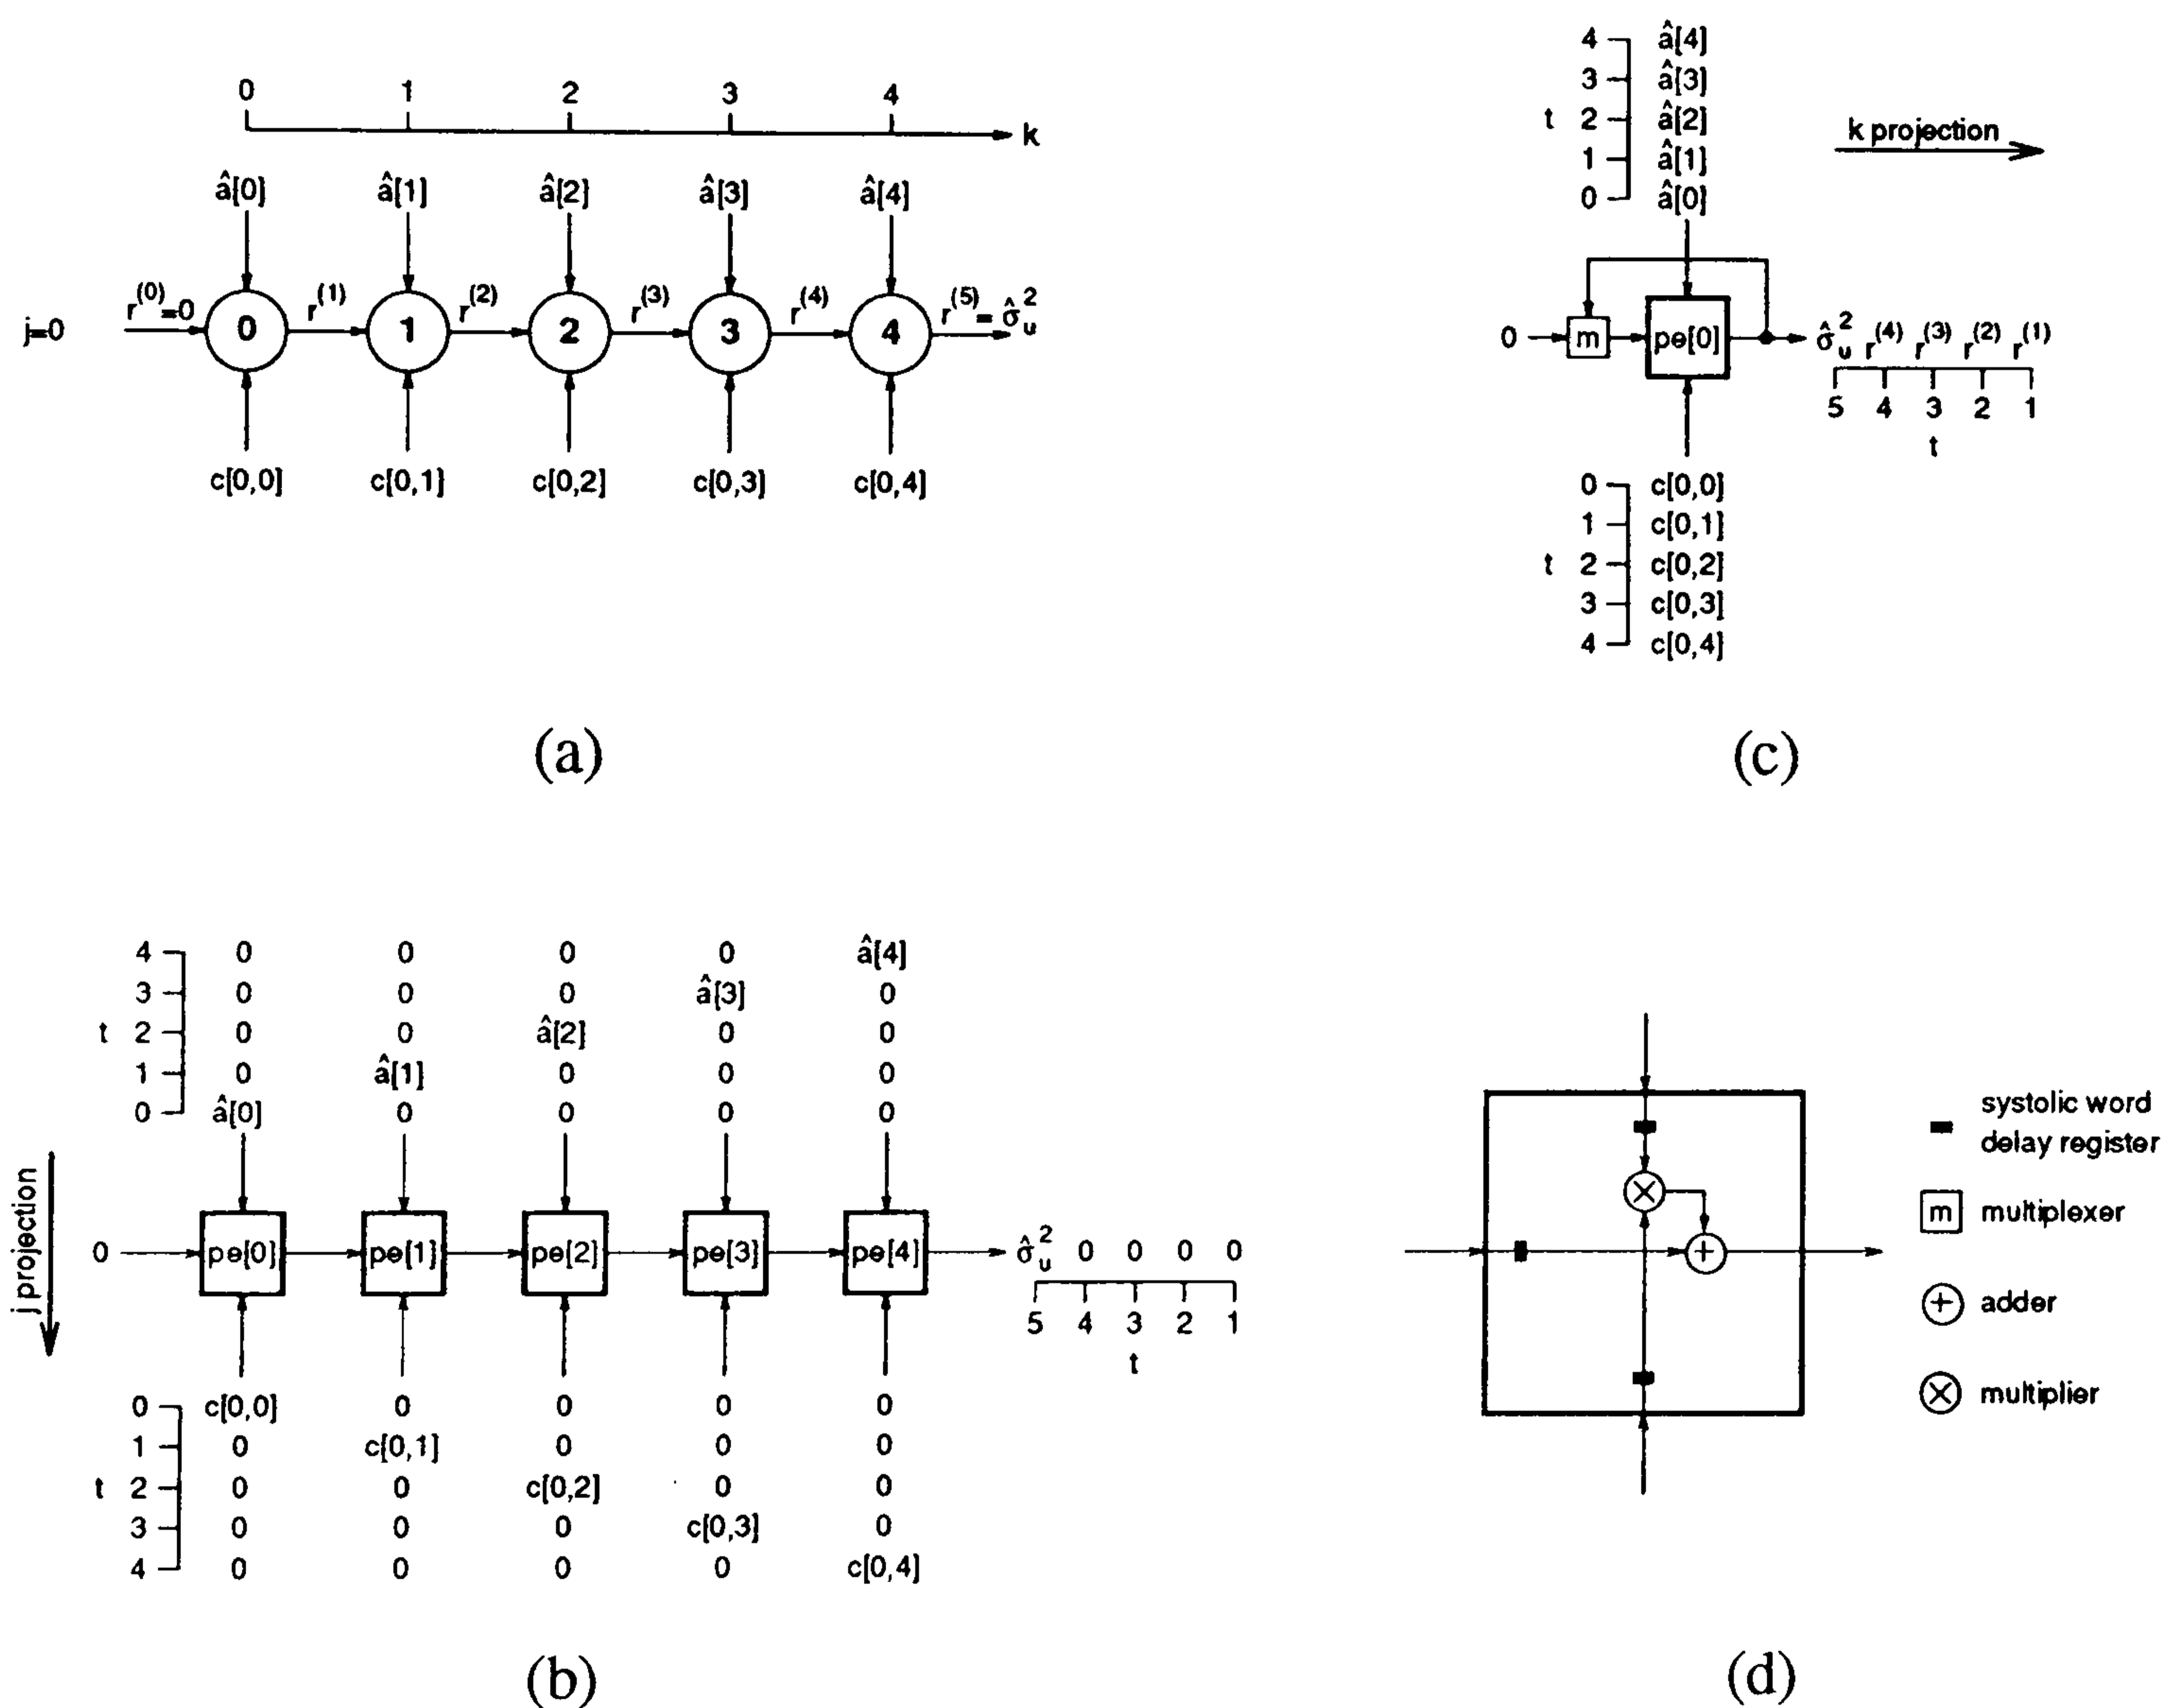 0 1 2 3 4
k
â[0] â[1] â[2] â[3] â[4]
j=0 r^(0)=0 0 r^(1) 1 r^(2) 2 r^(3) 3 r^(4) 4 r^(5)=σ̂_u^2
c[0,0] c[0,1] c[0,2] c[0,3] c[0,4]
(a)
4 â[4]
3 â[3]
t 2 â[2]
1 â[1]
0 â[0]
k projection
0 m pe[0] σ̂_u^2 r^(4) r^(3) r^(2) r^(1)
5 4 3 2 1
t
0 c[0,0]
1 c[0,1]
t 2 c[0,2]
3 c[0,3]
4 c[0,4]
(c)
4 0 0 0 0 â[4]
3 0 0 0 â[3] 0
t 2 0 0 â[2] 0 0
1 0 â[1] 0 0 0
0 â[0] 0 0 0 0
j projection
0 pe[0] pe[1] pe[2] pe[3] pe[4] σ̂_u^2 0 0 0 0
5 4 3 2 1
t
0 c[0,0] 0 0 0 0
1 0 c[0,1] 0 0 0
t 2 0 0 c[0,2] 0 0
3 0 0 0 c[0,3] 0
4 0 0 0 0 c[0,4]
(b)
systolic word
delay register
m multiplexer
+ adder
× multiplier
(d)